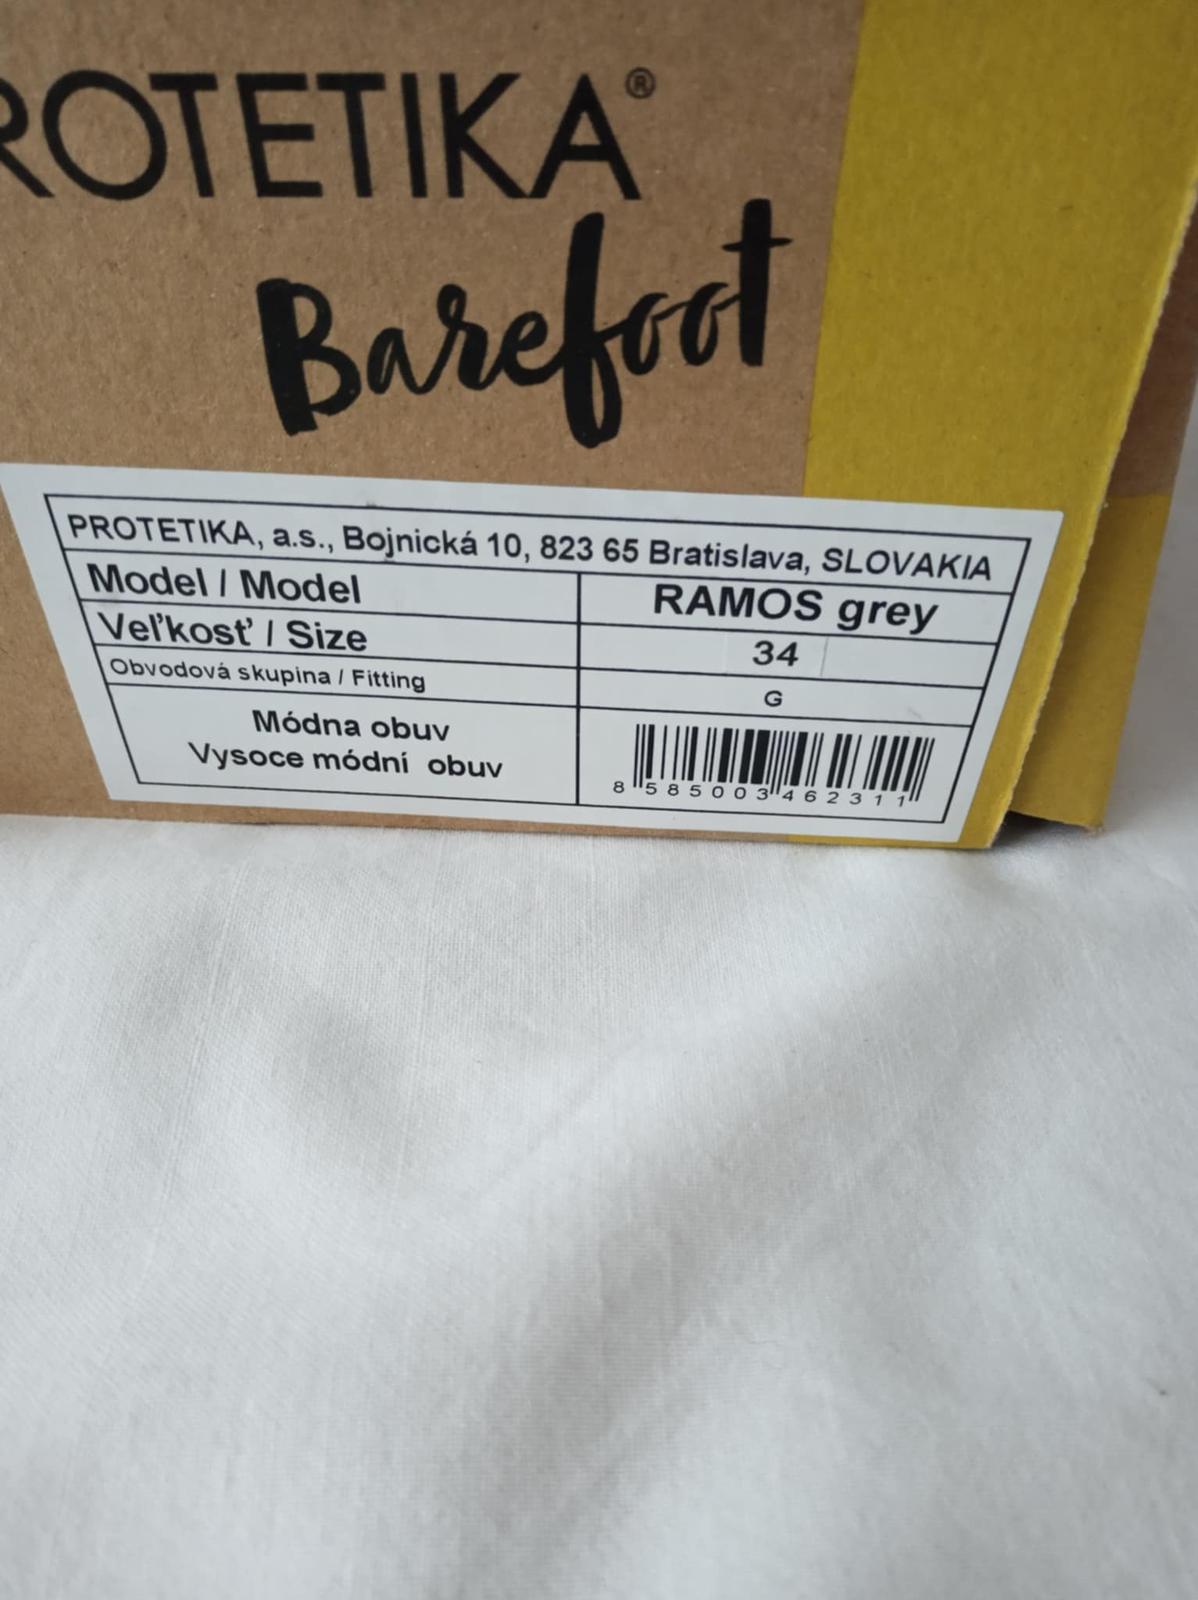 ROTETIKA®
Barefoot
PROTETIKA, a.s., Bojnická 10, 823 65 Bratislava, SLOVAKIA
Model / Model RAMOS grey
Veľkosť / Size 34
Obvodová skupina / Fitting G
Módna obuv
Vysoce módní obuv
8 585003 462311